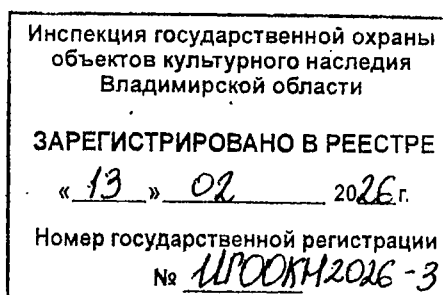 Инспекция государственной охраны
объектов культурного наследия
Владимирской области
ЗАРЕГИСТРИРОВАНО В РЕЕСТРЕ
« 13 » 02 2026 г.
Номер государственной регистрации
№ ИГООКН2026-3